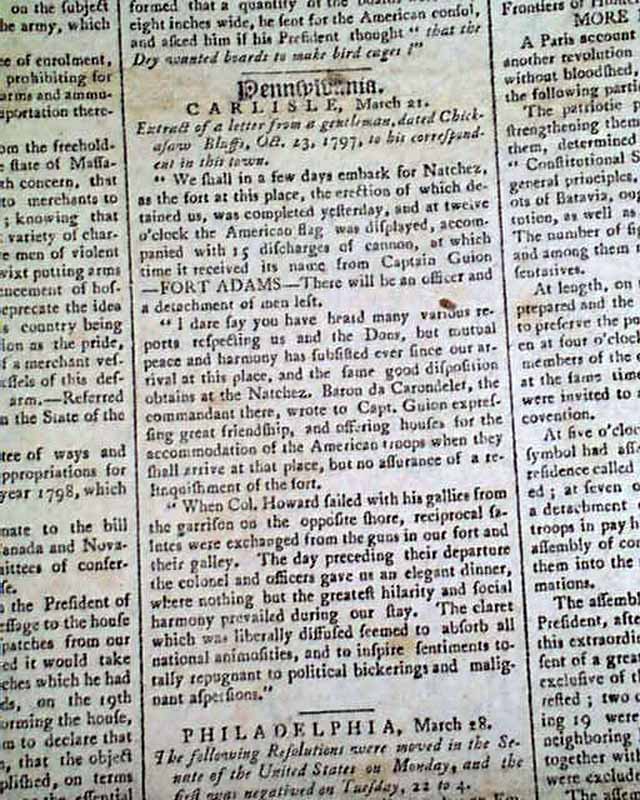 on the subject
he army, which
ee of enrolment,
prohibiting for
arms and ammu-
portation there-
om the freehold-
e ſtate of Maſſa-
th concern, that
to merchants to
; knowing that
variety of char-
e men of violent
wixt putting arms
encement of hoſ-
eprecate the idea
s country being
ion as the pride,
f a merchant veſ-
eſſels of this deſ-
arm.—Referred
n the State of the
tee of ways and
ppropriations for
year 1798, which
nate to the bill
anada and Nova-
mittees of confer-
ſe.
the Preſident of
eſſage to the houſe
patches from our
ed it would take
ches which he had
ds, on the 19th
orming the houſe,
m to declare that
n, that the object
pliſhed, on terms
the eſſential
formed that a quantity of the boards
eight inches wide, he ſent for the American conſul,
and aſked him if his Preſident thought " that the
Dey wanted boards to make bird cages !"
Pennſylvania.
CARLISLE, March 21.
Extract of a letter from a gentleman, dated Chick-
aſaw Bluffs, Oct. 23, 1797, to his correſpond-
ent in this town.
" We ſhall in a few days embark for Natchez,
as the fort at this place, the erection of which de-
tained us, was completed yeſterday, and at twelve
o'clock the American flag was diſplayed, accom-
panied with 15 diſcharges of cannon, at which
time it received its name from Captain Guion
—FORT ADAMS—There will be an officer and
a detachment of men left.
" I dare ſay you have heard many various re-
ports reſpecting us and the Dons, but mutual
peace and harmony has ſubſiſted ever ſince our ar-
rival at this place, and the ſame good diſpoſition
obtains at the Natchez. Baron da Carondelet, the
commandant there, wrote to Capt. Guion expreſ-
ſing great friendſhip, and offering houſes for the
accommodation of the American troops when they
ſhall arrive at that place, but no aſſurance of a re-
linquiſhment of the fort.
" When Col. Howard ſailed with his gallies from
the garriſon on the oppoſite ſhore, reciprocal ſa-
lutes were exchanged from the guns in our fort and
their galley. The day preceding their departure
the colonel and officers gave us an elegant dinner,
where nothing but the greateſt hilarity and ſocial
harmony prevailed during our ſtay. The claret
which was liberally diffuſed ſeemed to abſorb all
national animoſities, and to inſpire ſentiments to-
tally repugnant to political bickerings and malig-
nant aſperſions."
PHILADELPHIA, March 28.
The following Reſolutions were moved in the Se-
nate of the United States on Monday, and the
firſt was negatived on Tueſday, 22 to 4.
Frontiers of
MORE
A Paris account
another revolution
without bloodſhed,
the following parti
The patriotic
ſtrengthening them
them, determined
" Conſtitutional S
general principles,
ots of Batavia, oug
tution, as well as
The number of ſig
and among them
ſentatives.
At length, on
prepared and the
to preſerve the pu
en at four o'clock
members of the
at the ſame time
were invited to a
covention.
At five o'cloc
ſymbol had aſſ
reſidence called
ed ; at ſeven o
a detachment
troops in pay
aſſembly of con
them into the
mations.
The aſſembl
Preſident, afte
this extraordin
ſent of a great
excluſive of th
reſted ; two
ing 19 were
neighboring
together with
were exclude
The aſſem